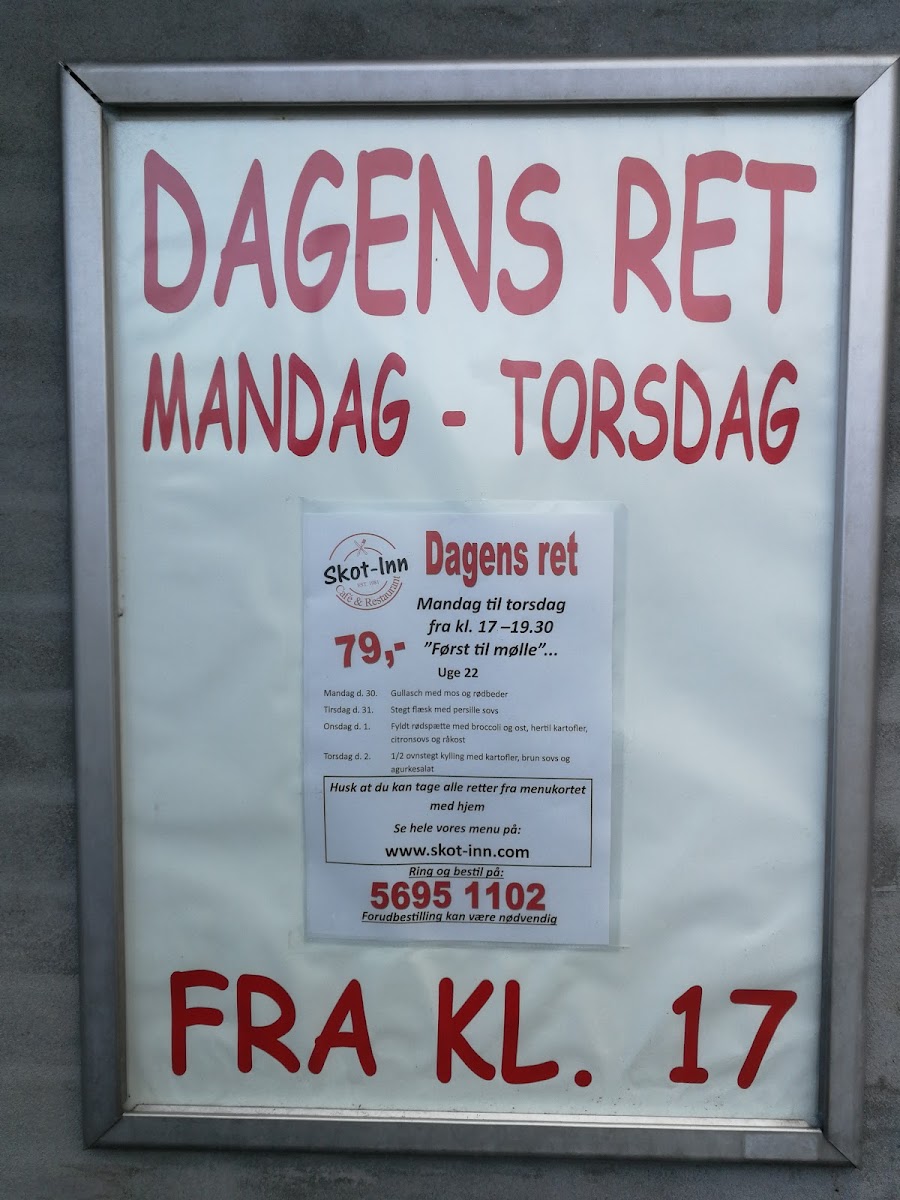 DAGENS RET
MANDAG - TORSDAG
Skot-Inn
Café & Restaurant
Dagens ret
Mandag til torsdag
fra kl. 17 –19.30
79,-
"Først til mølle"...
Uge 22
Mandag d. 30. Gullasch med mos og rødbeder
Tirsdag d. 31. Stegt flæsk med persille sovs
Onsdag d. 1. Fyldt rødspætte med broccoli og ost, hertil kartofler,
citronsovs og råkost
Torsdag d. 2. 1/2 ovnstegt kylling med kartofler, brun sovs og
agurkesalat
Husk at du kan tage alle retter fra menukortet
med hjem
Se hele vores menu på:
www.skot-inn.com
Ring og bestil på:
5695 1102
Forudbestilling kan være nødvendig
FRA KL. 17